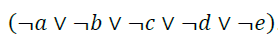 (¬a ∨ ¬b ∨ ¬c ∨ ¬d ∨ ¬e)